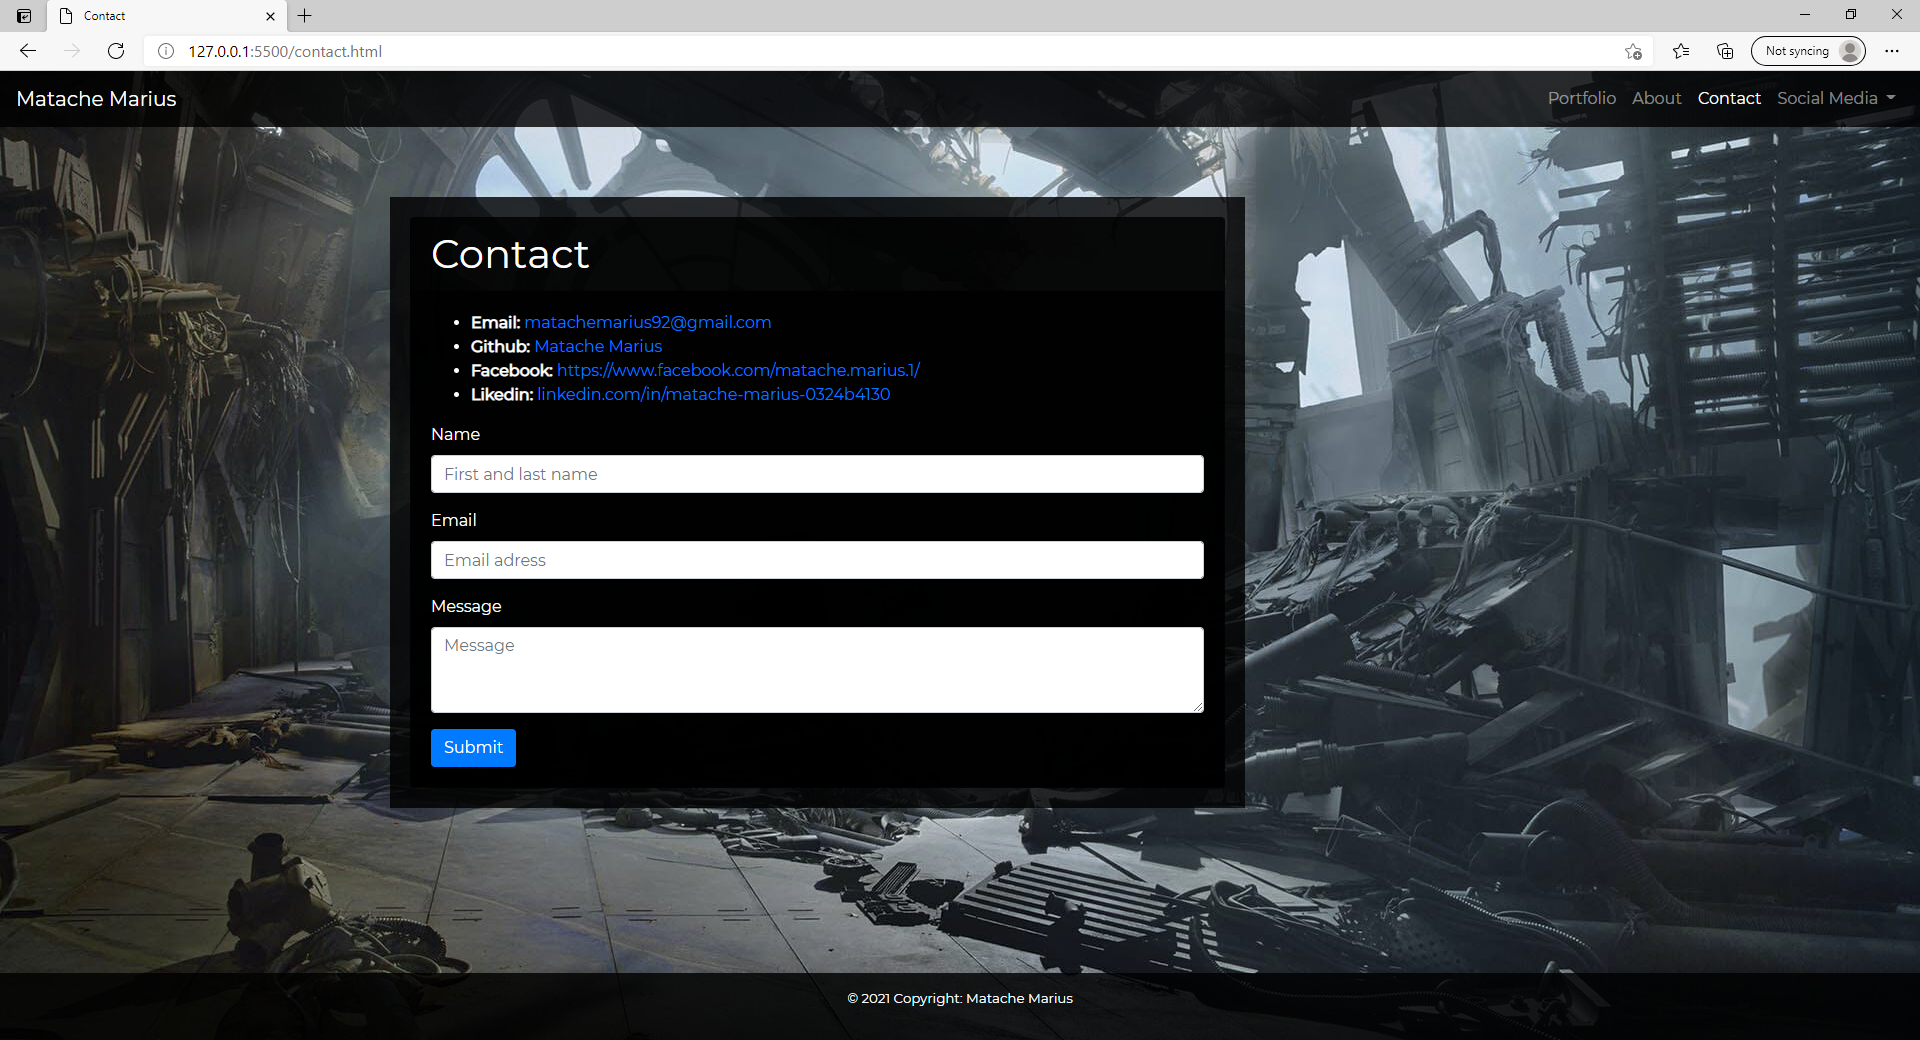 Contact
127.0.0.1:5500/contact.html
Not syncing
Matache Marius
Portfolio About Contact Social Media
Contact
Email: matachemarius92@gmail.com
Github: Matache Marius
Facebook: https://www.facebook.com/matache.marius.1/
Likedin: linkedin.com/in/matache-marius-0324b4130
Name
First and last name
Email
Email adress
Message
Message
Submit
© 2021 Copyright: Matache Marius